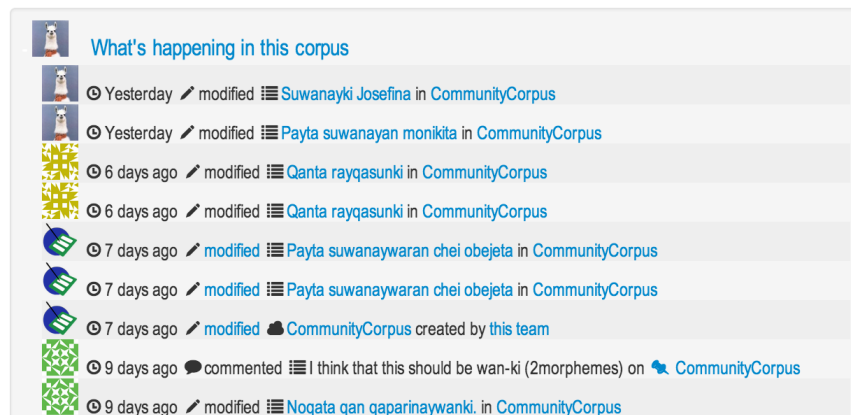 What's happening in this corpus
Yesterday modified Suwanayki Josefina in CommunityCorpus
Yesterday modified Payta suwanayan monikita in CommunityCorpus
6 days ago modified Qanta rayqasunki in CommunityCorpus
6 days ago modified Qanta rayqasunki in CommunityCorpus
7 days ago modified Payta suwanaywaran chei obejeta in CommunityCorpus
7 days ago modified Payta suwanaywaran chei obejeta in CommunityCorpus
7 days ago modified CommunityCorpus created by this team
9 days ago commented I think that this should be wan-ki (2morphemes) on CommunityCorpus
9 days ago modified Noqata qan qaparinaywanki. in CommunityCorpus